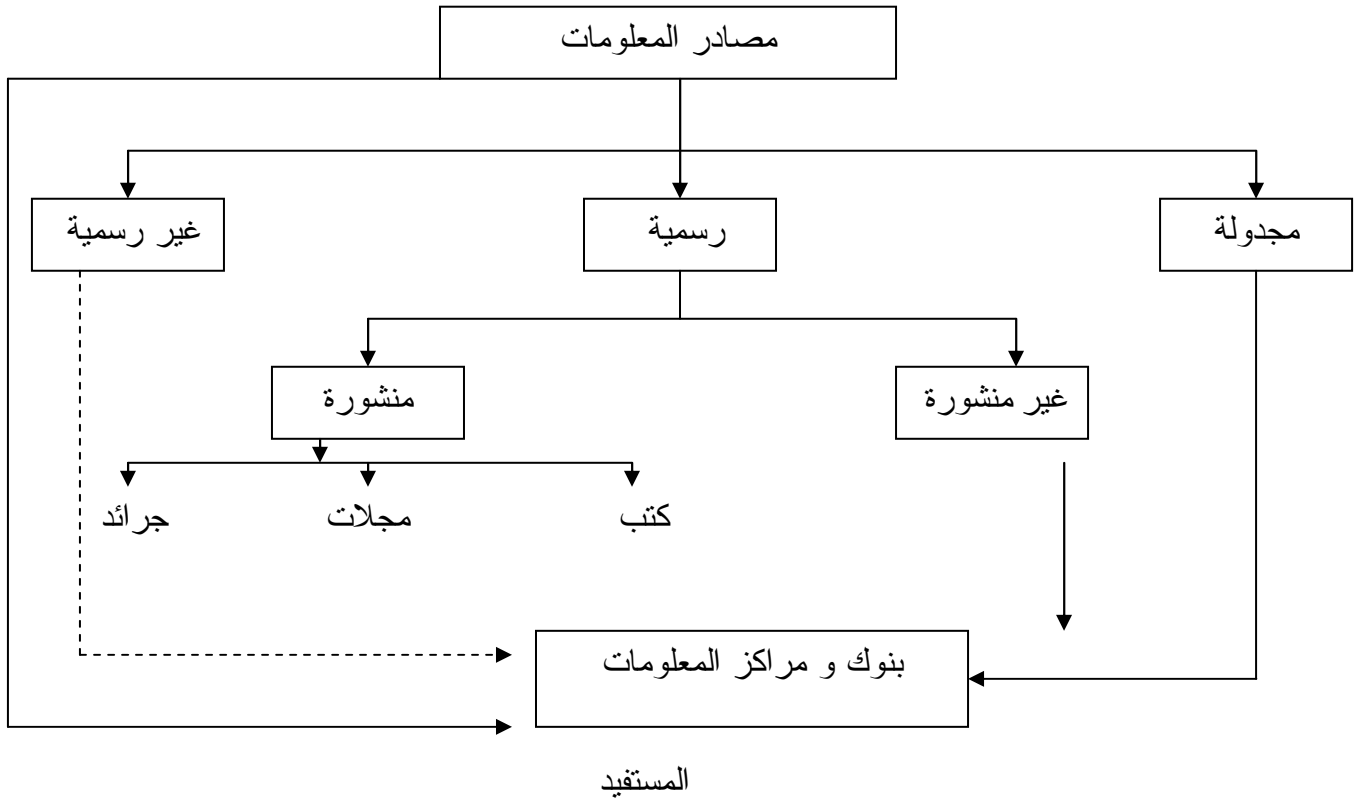 مصادر المعلومات
مجدولة
رسمية
غير رسمية
غير منشورة
منشورة
كتب
مجلات
جرائد
بنوك و مراكز المعلومات
المستفيد